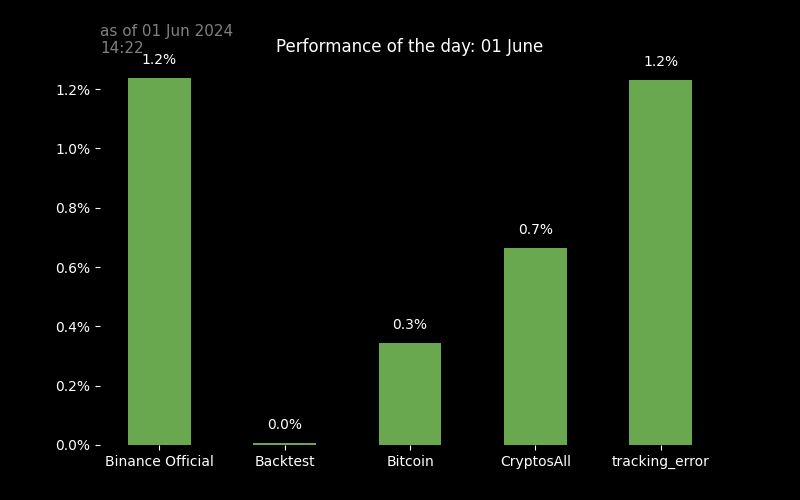 as of 01 Jun 2024
14:22
Performance of the day: 01 June
1.2%
1.2%
0.7%
0.3%
0.0%
1.2%
1.0%
0.8%
0.6%
0.4%
0.2%
0.0%
Binance Official
Backtest
Bitcoin
CryptosAll
tracking_error